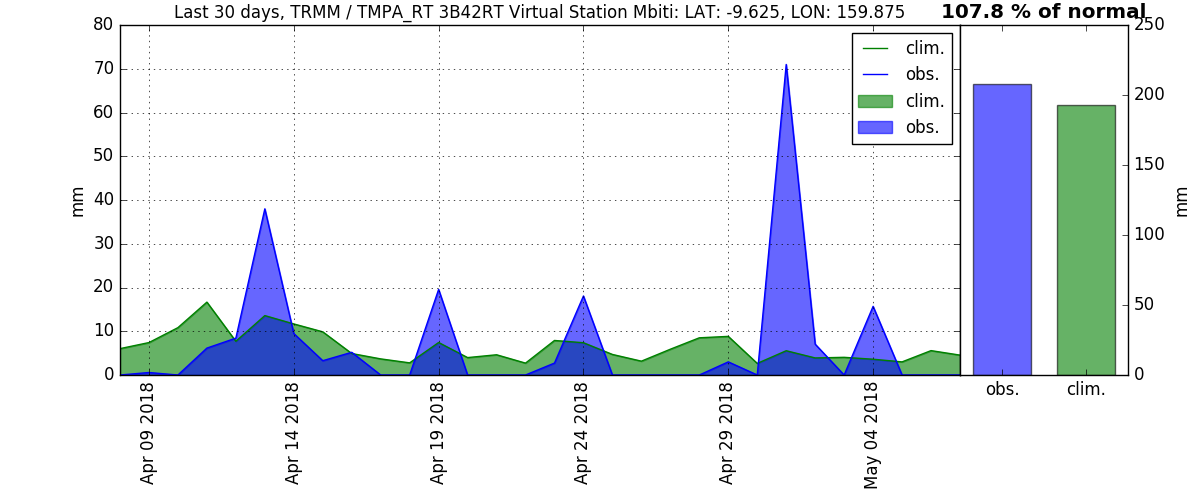 Last 30 days, TRMM / TMPA_RT 3B42RT Virtual Station Mbiti: LAT: -9.625, LON: 159.875
107.8 % of normal
80
70
60
50
40
30
20
10
0
mm
clim.
obs.
clim.
obs.
Apr 09 2018
Apr 14 2018
Apr 19 2018
Apr 24 2018
Apr 29 2018
May 04 2018
250
200
150
100
50
0
mm
obs.
clim.